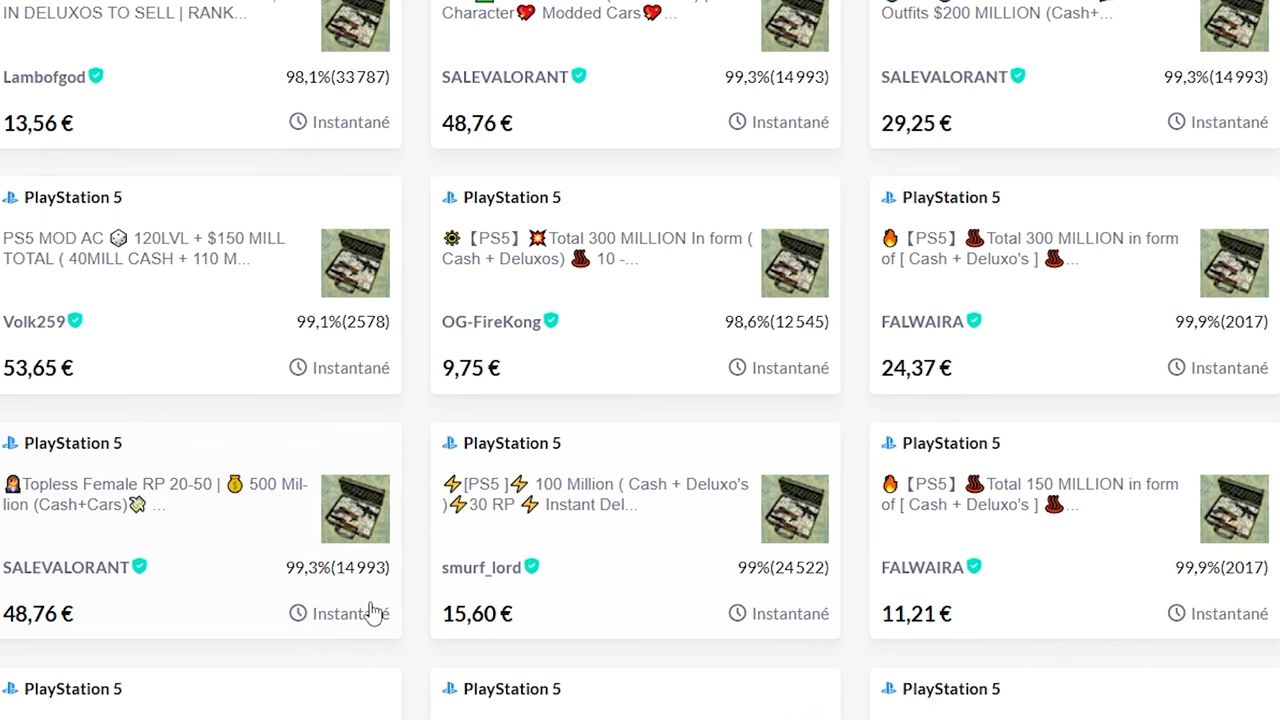 IN DELUXOS TO SELL | RANK...
Lambofgod 98,1%(33 787)
13,56 € Instantané
Character Modded Cars ...
SALEVALORANT 99,3%(14 993)
48,76 € Instantané
Outfits $200 MILLION (Cash+...
SALEVALORANT 99,3%(14 993)
29,25 € Instantané
PlayStation 5
PS5 MOD AC 🎲 120LVL + $150 MILL
TOTAL ( 40MILL CASH + 110 M...
Volk259 99,1%(2578)
53,65 € Instantané
PlayStation 5
【PS5】💥Total 300 MILLION In form (
Cash + Deluxos) ♨ 10 -...
OG-FireKong 98,6%(12 545)
9,75 € Instantané
PlayStation 5
🔥【PS5】♨Total 300 MILLION in form
of [ Cash + Deluxo's ] ♨...
FALWAIRA 99,9%(2017)
24,37 € Instantané
PlayStation 5
Topless Female RP 20-50 | 💰 500 Mil-
lion (Cash+Cars)💸 ...
SALEVALORANT 99,3%(14 993)
48,76 € Instantané
PlayStation 5
⚡[PS5 ]⚡ 100 Million ( Cash + Deluxo's
)⚡30 RP ⚡ Instant Del...
smurf_lord 99%(24 522)
15,60 € Instantané
PlayStation 5
🔥【PS5】♨Total 150 MILLION in form
of [ Cash + Deluxo's ] ♨...
FALWAIRA 99,9%(2017)
11,21 € Instantané
PlayStation 5
PlayStation 5
PlayStation 5